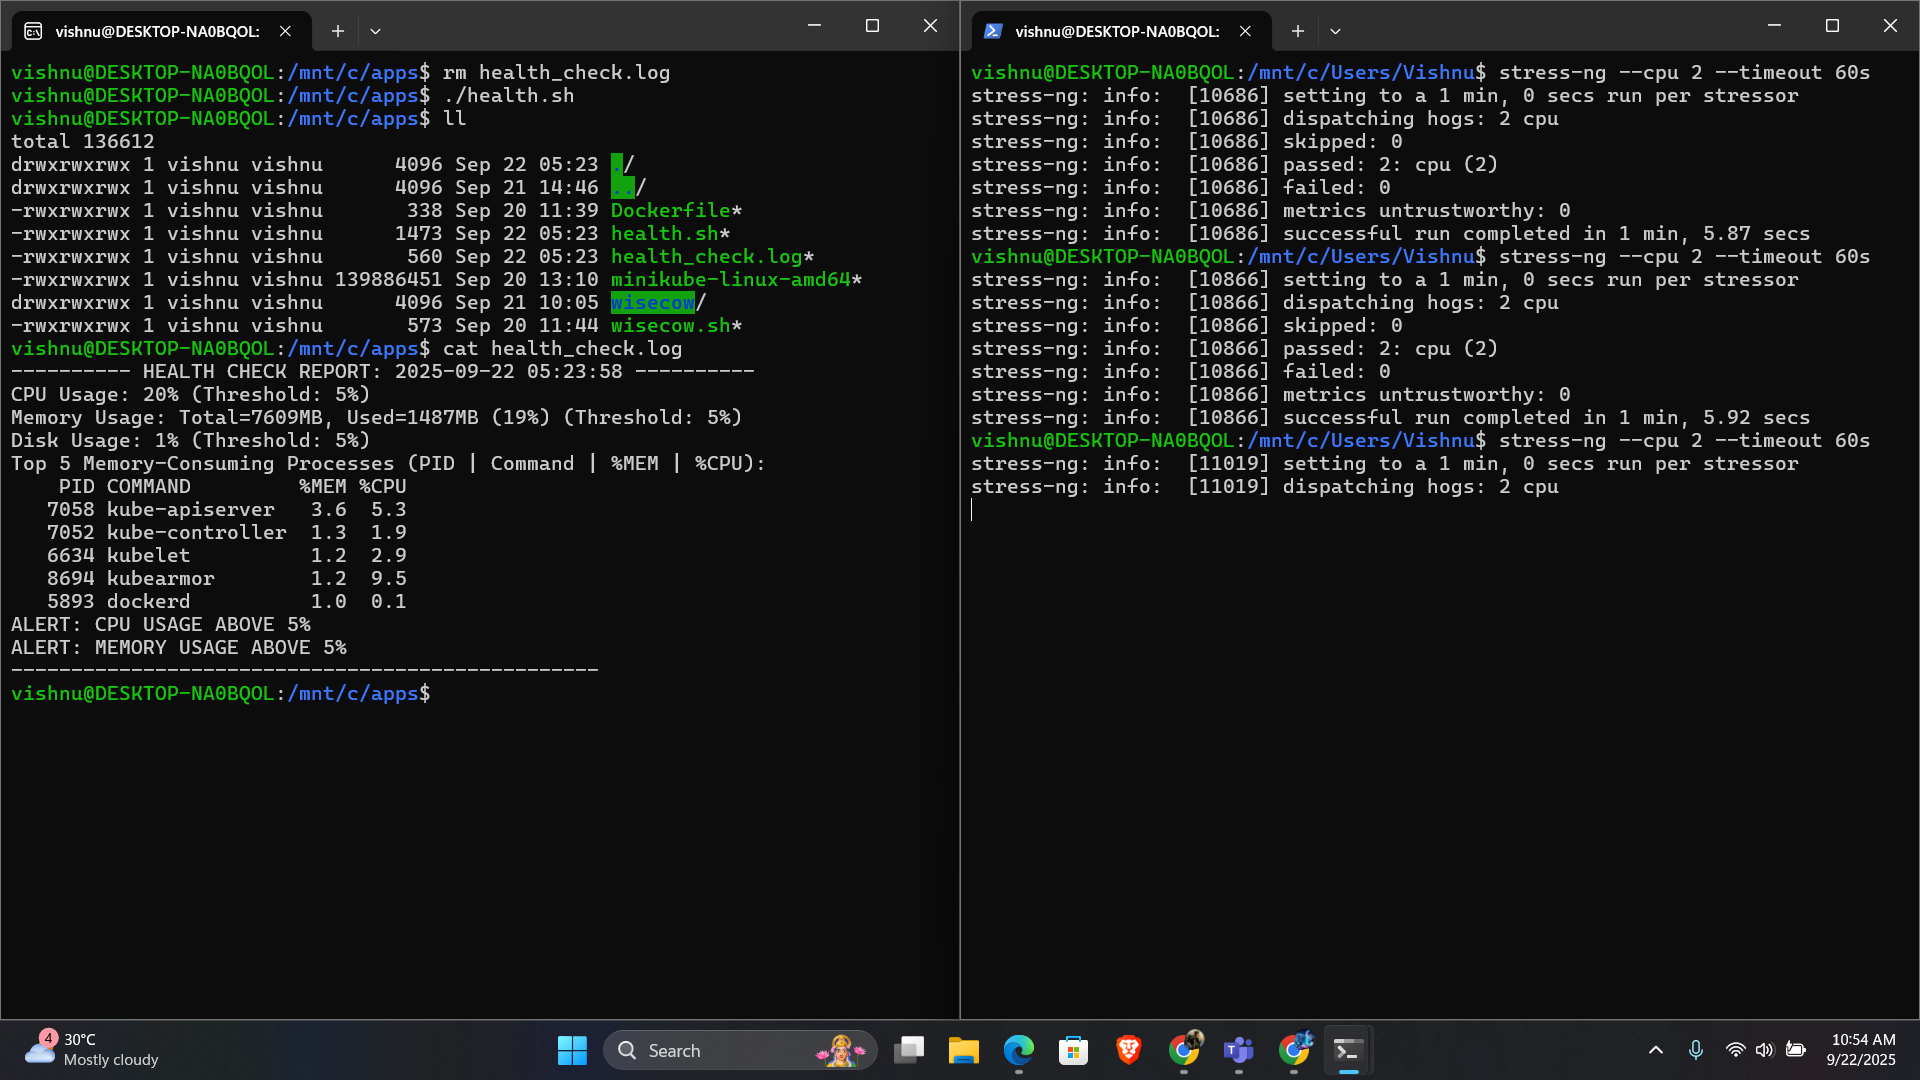 vishnu@DESKTOP-NA0BQOL:
vishnu@DESKTOP-NA0BQOL:/mnt/c/apps$ rm health_check.log
vishnu@DESKTOP-NA0BQOL:/mnt/c/apps$ ./health.sh
vishnu@DESKTOP-NA0BQOL:/mnt/c/apps$ ll
total 136612
drwxrwxrwx 1 vishnu vishnu      4096 Sep 22 05:23 ./
drwxrwxrwx 1 vishnu vishnu      4096 Sep 21 14:46 ../
-rwxrwxrwx 1 vishnu vishnu       338 Sep 20 11:39 Dockerfile*
-rwxrwxrwx 1 vishnu vishnu      1473 Sep 22 05:23 health.sh*
-rwxrwxrwx 1 vishnu vishnu       560 Sep 22 05:23 health_check.log*
-rwxrwxrwx 1 vishnu vishnu 139886451 Sep 20 13:10 minikube-linux-amd64*
drwxrwxrwx 1 vishnu vishnu      4096 Sep 21 10:05 wisecow/
-rwxrwxrwx 1 vishnu vishnu       573 Sep 20 11:44 wisecow.sh*
vishnu@DESKTOP-NA0BQOL:/mnt/c/apps$ cat health_check.log
---------- HEALTH CHECK REPORT: 2025-09-22 05:23:58 ----------
CPU Usage: 20% (Threshold: 5%)
Memory Usage: Total=7609MB, Used=1487MB (19%) (Threshold: 5%)
Disk Usage: 1% (Threshold: 5%)
Top 5 Memory-Consuming Processes (PID | Command | %MEM | %CPU):
    PID COMMAND         %MEM %CPU
   7058 kube-apiserver   3.6  5.3
   7052 kube-controller  1.3  1.9
   6634 kubelet          1.2  2.9
   8694 kubearmor        1.2  9.5
   5893 dockerd          1.0  0.1
ALERT: CPU USAGE ABOVE 5%
ALERT: MEMORY USAGE ABOVE 5%
-------------------------------------------------
vishnu@DESKTOP-NA0BQOL:/mnt/c/apps$
vishnu@DESKTOP-NA0BQOL:
vishnu@DESKTOP-NA0BQOL:/mnt/c/Users/Vishnu$ stress-ng --cpu 2 --timeout 60s
stress-ng: info:  [10686] setting to a 1 min, 0 secs run per stressor
stress-ng: info:  [10686] dispatching hogs: 2 cpu
stress-ng: info:  [10686] skipped: 0
stress-ng: info:  [10686] passed: 2: cpu (2)
stress-ng: info:  [10686] failed: 0
stress-ng: info:  [10686] metrics untrustworthy: 0
stress-ng: info:  [10686] successful run completed in 1 min, 5.87 secs
vishnu@DESKTOP-NA0BQOL:/mnt/c/Users/Vishnu$ stress-ng --cpu 2 --timeout 60s
stress-ng: info:  [10866] setting to a 1 min, 0 secs run per stressor
stress-ng: info:  [10866] dispatching hogs: 2 cpu
stress-ng: info:  [10866] skipped: 0
stress-ng: info:  [10866] passed: 2: cpu (2)
stress-ng: info:  [10866] failed: 0
stress-ng: info:  [10866] metrics untrustworthy: 0
stress-ng: info:  [10866] successful run completed in 1 min, 5.92 secs
vishnu@DESKTOP-NA0BQOL:/mnt/c/Users/Vishnu$ stress-ng --cpu 2 --timeout 60s
stress-ng: info:  [11019] setting to a 1 min, 0 secs run per stressor
stress-ng: info:  [11019] dispatching hogs: 2 cpu
4
30°C
Mostly cloudy
Search
10:54 AM
9/22/2025